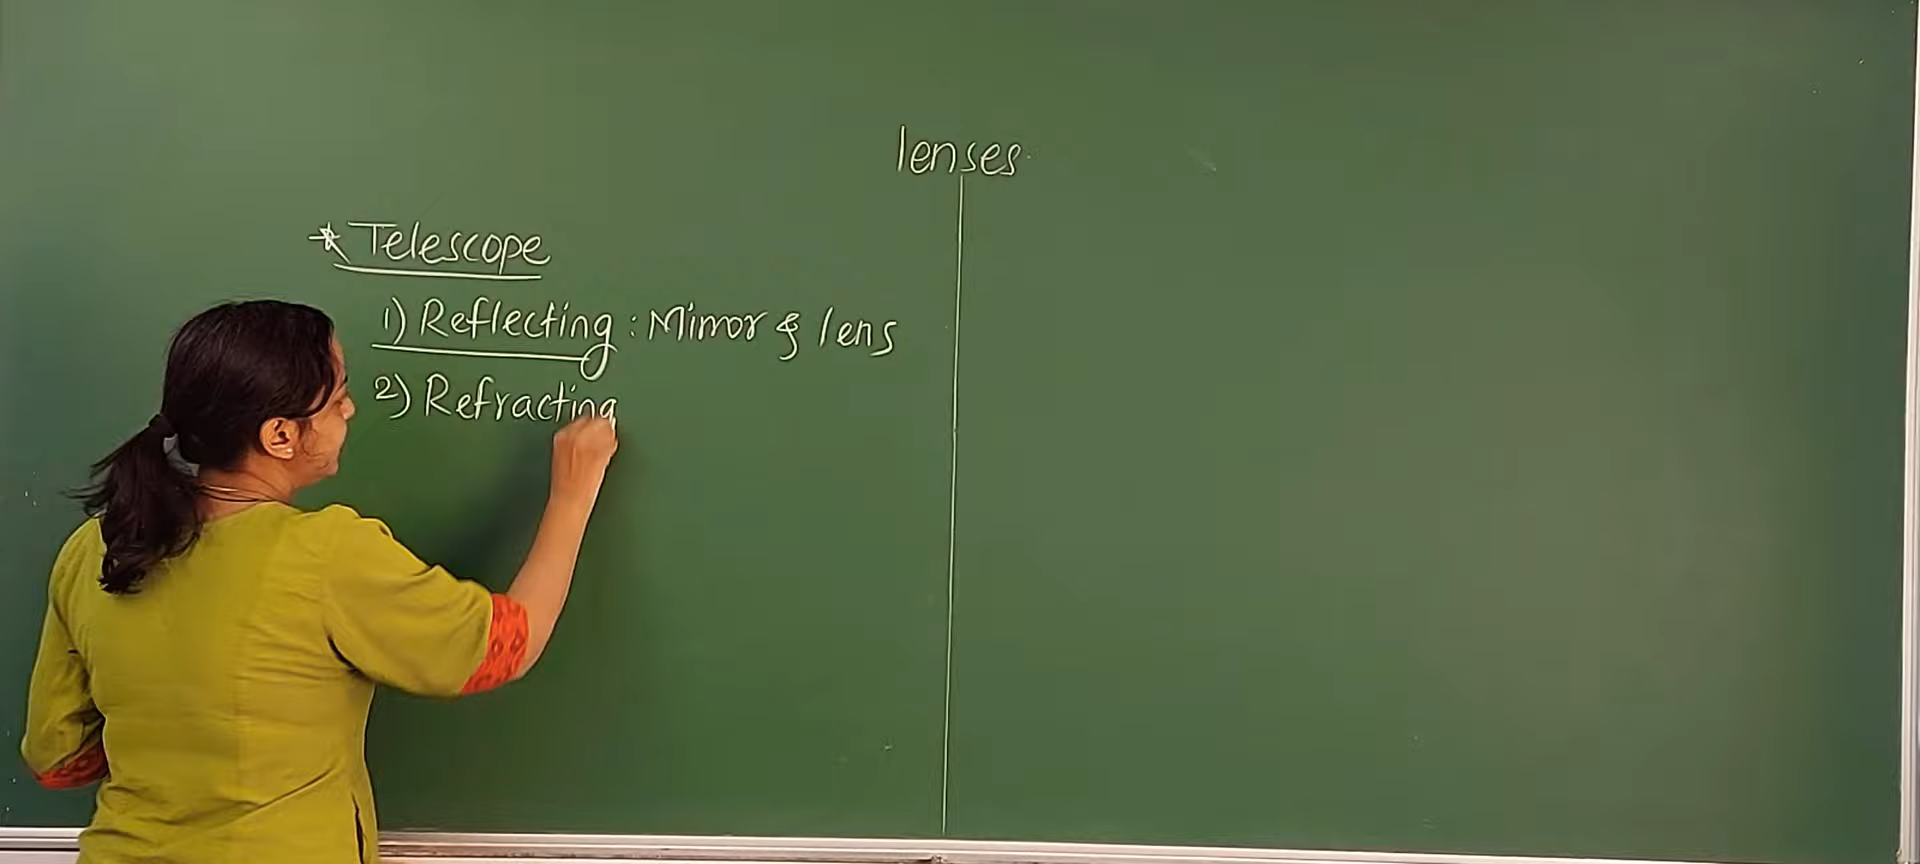 lenses
* Telescope
1) Reflecting : Mirror & lens
2) Refracting